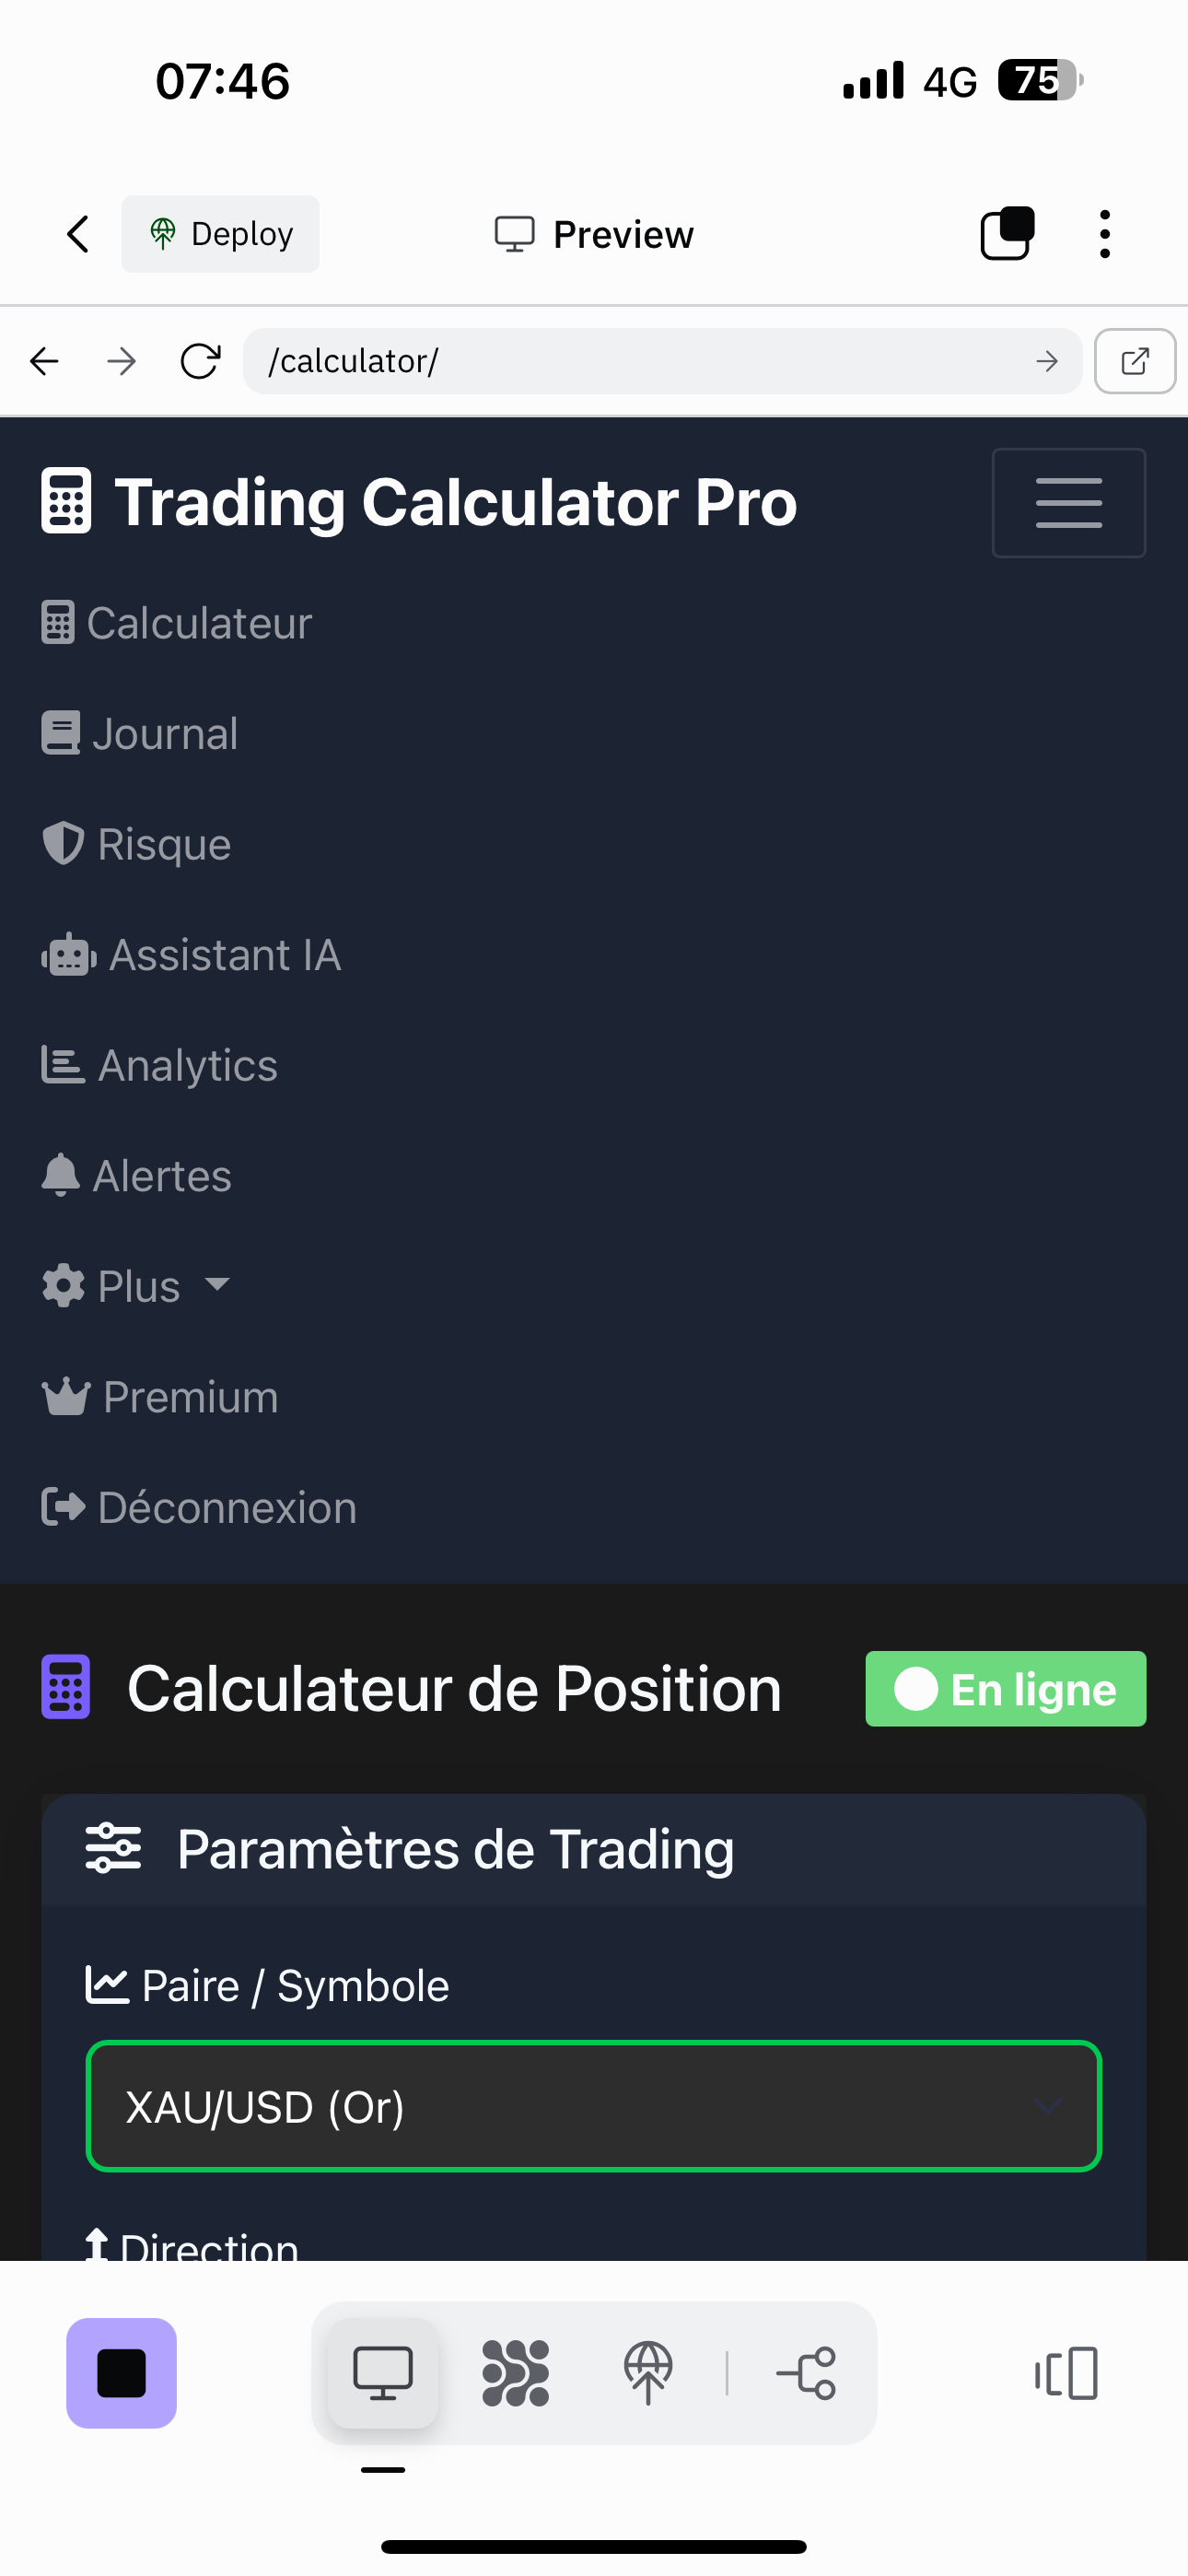 07:46 4G 75
Deploy Preview
/calculator/
Trading Calculator Pro
Calculateur
Journal
Risque
Assistant IA
Analytics
Alertes
Plus
Premium
Déconnexion
Calculateur de Position En ligne
Paramètres de Trading
Paire / Symbole
XAU/USD (Or)
Direction